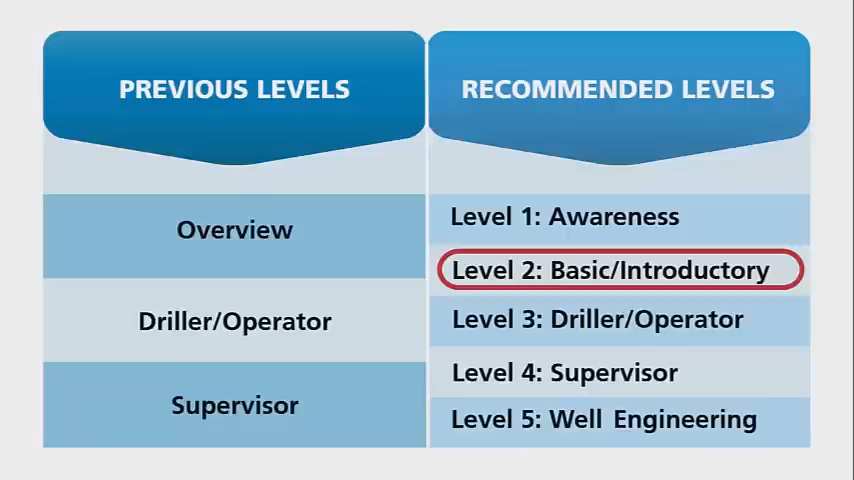 PREVIOUS LEVELS
Overview
Driller/Operator
Supervisor
RECOMMENDED LEVELS
Level 1: Awareness
Level 2: Basic/Introductory
Level 3: Driller/Operator
Level 4: Supervisor
Level 5: Well Engineering